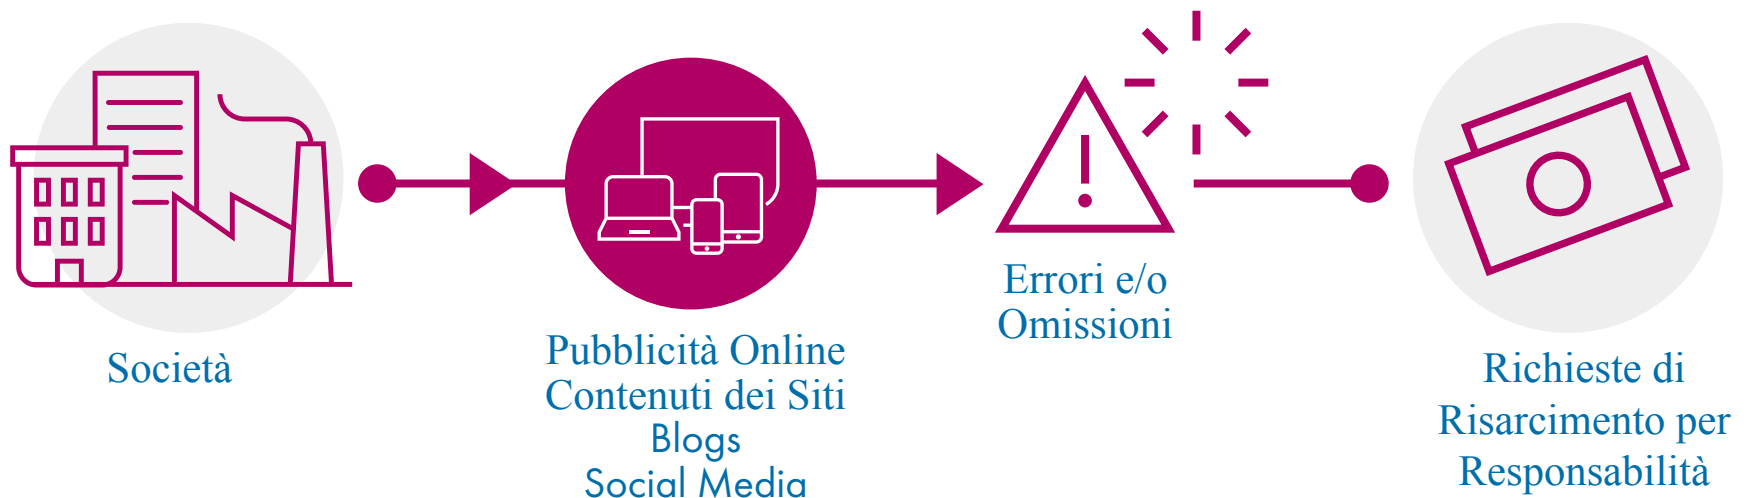 Società
Pubblicità Online
Contenuti dei Siti
Blogs
Social Media
Errori e/o
Omissioni
Richieste di
Risarcimento per
Responsabilità